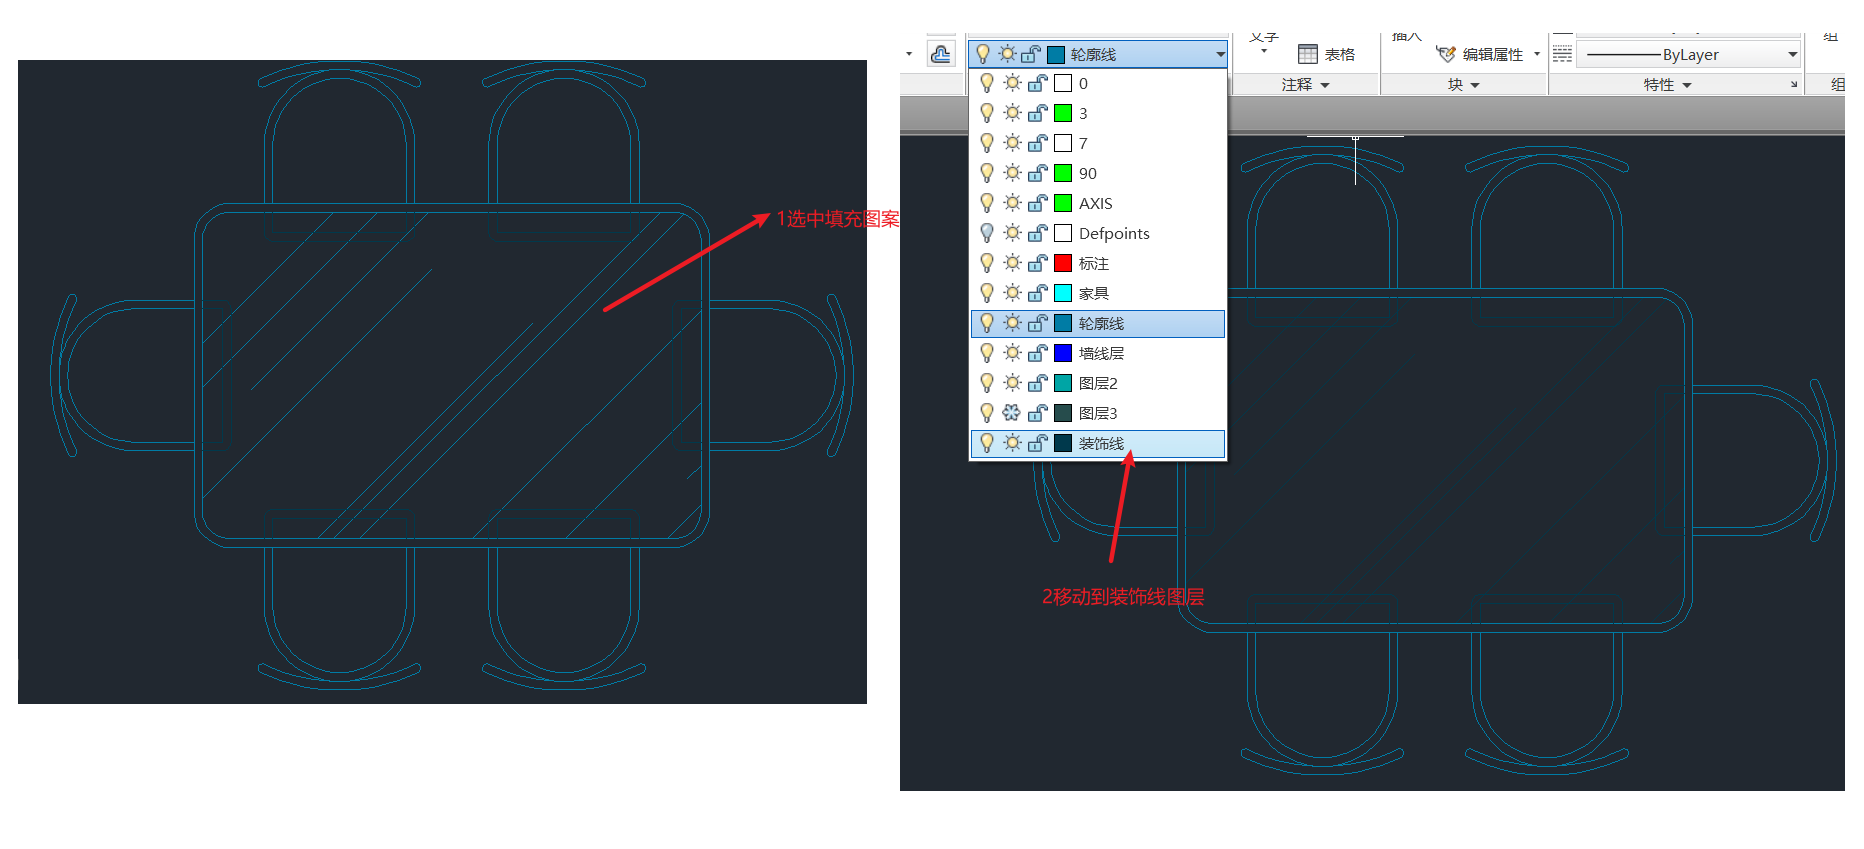 1选中填充图案
文字
插入
组
轮廓线
表格
编辑属性
ByLayer
注释
块
特性
组
0
3
7
90
AXIS
Defpoints
标注
家具
轮廓线
墙线层
图层2
图层3
装饰线
2移动到装饰线图层